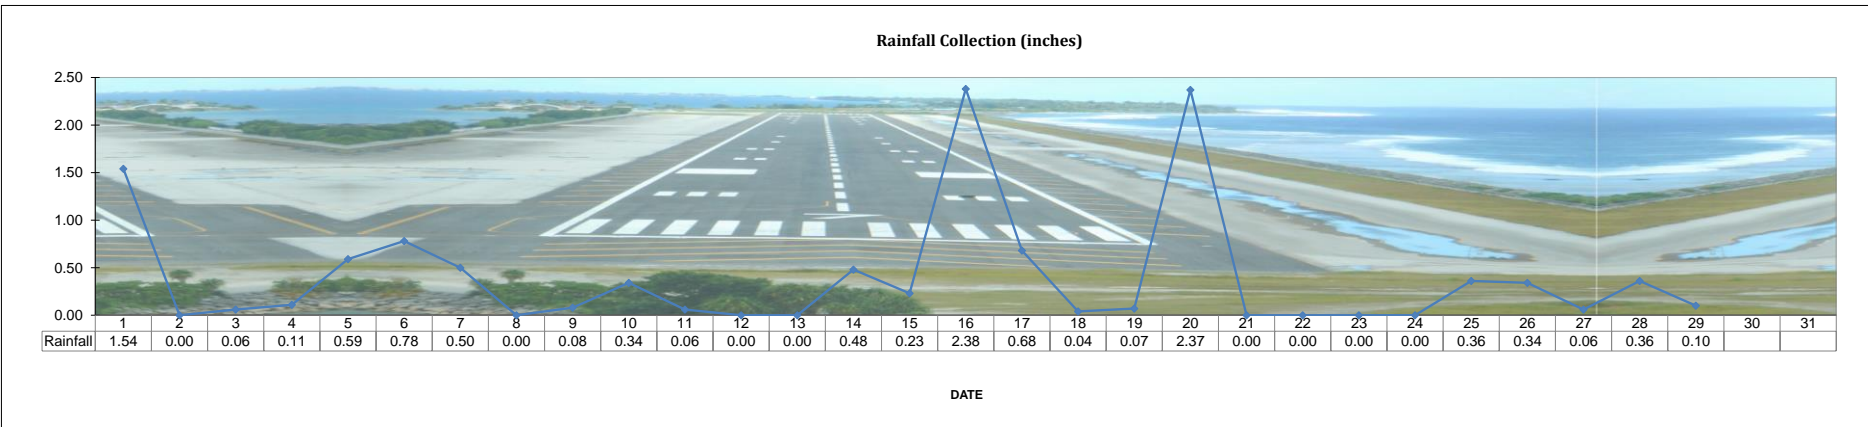 Rainfall Collection (inches)
2.50
2.00
1.50
1.00
0.50
0.00
1 2 3 4 5 6 7 8 9 10 11 12 13 14 15 16 17 18 19 20 21 22 23 24 25 26 27 28 29 30 31
Rainfall 1.54 0.00 0.06 0.11 0.59 0.78 0.50 0.00 0.08 0.34 0.06 0.00 0.00 0.48 0.23 2.38 0.68 0.04 0.07 2.37 0.00 0.00 0.00 0.00 0.36 0.34 0.06 0.36 0.10
DATE